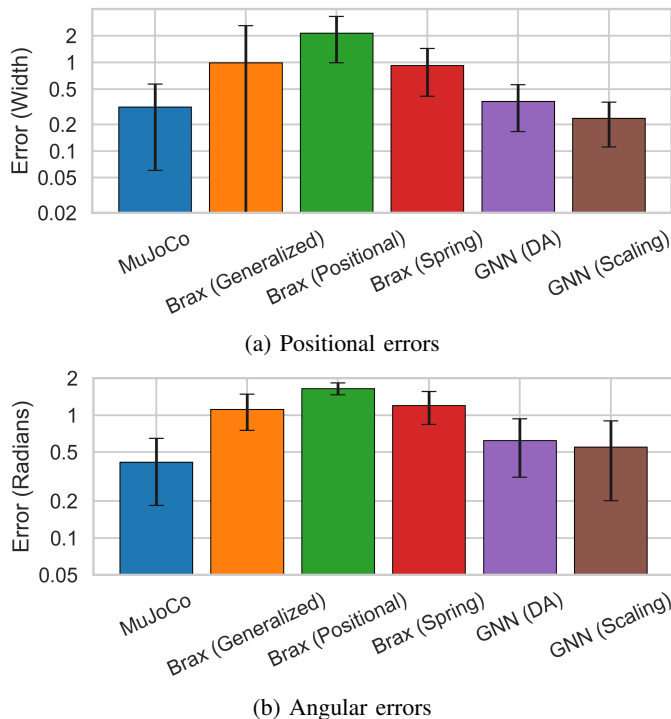 2
1
0.5
0.2
0.1
0.05
0.02
Error (Width)
MuJoCo
Brax (Generalized)
Brax (Positional)
Brax (Spring)
GNN (DA)
GNN (Scaling)
(a) Positional errors
2
1
0.5
0.2
0.1
0.05
Error (Radians)
MuJoCo
Brax (Generalized)
Brax (Positional)
Brax (Spring)
GNN (DA)
GNN (Scaling)
(b) Angular errors